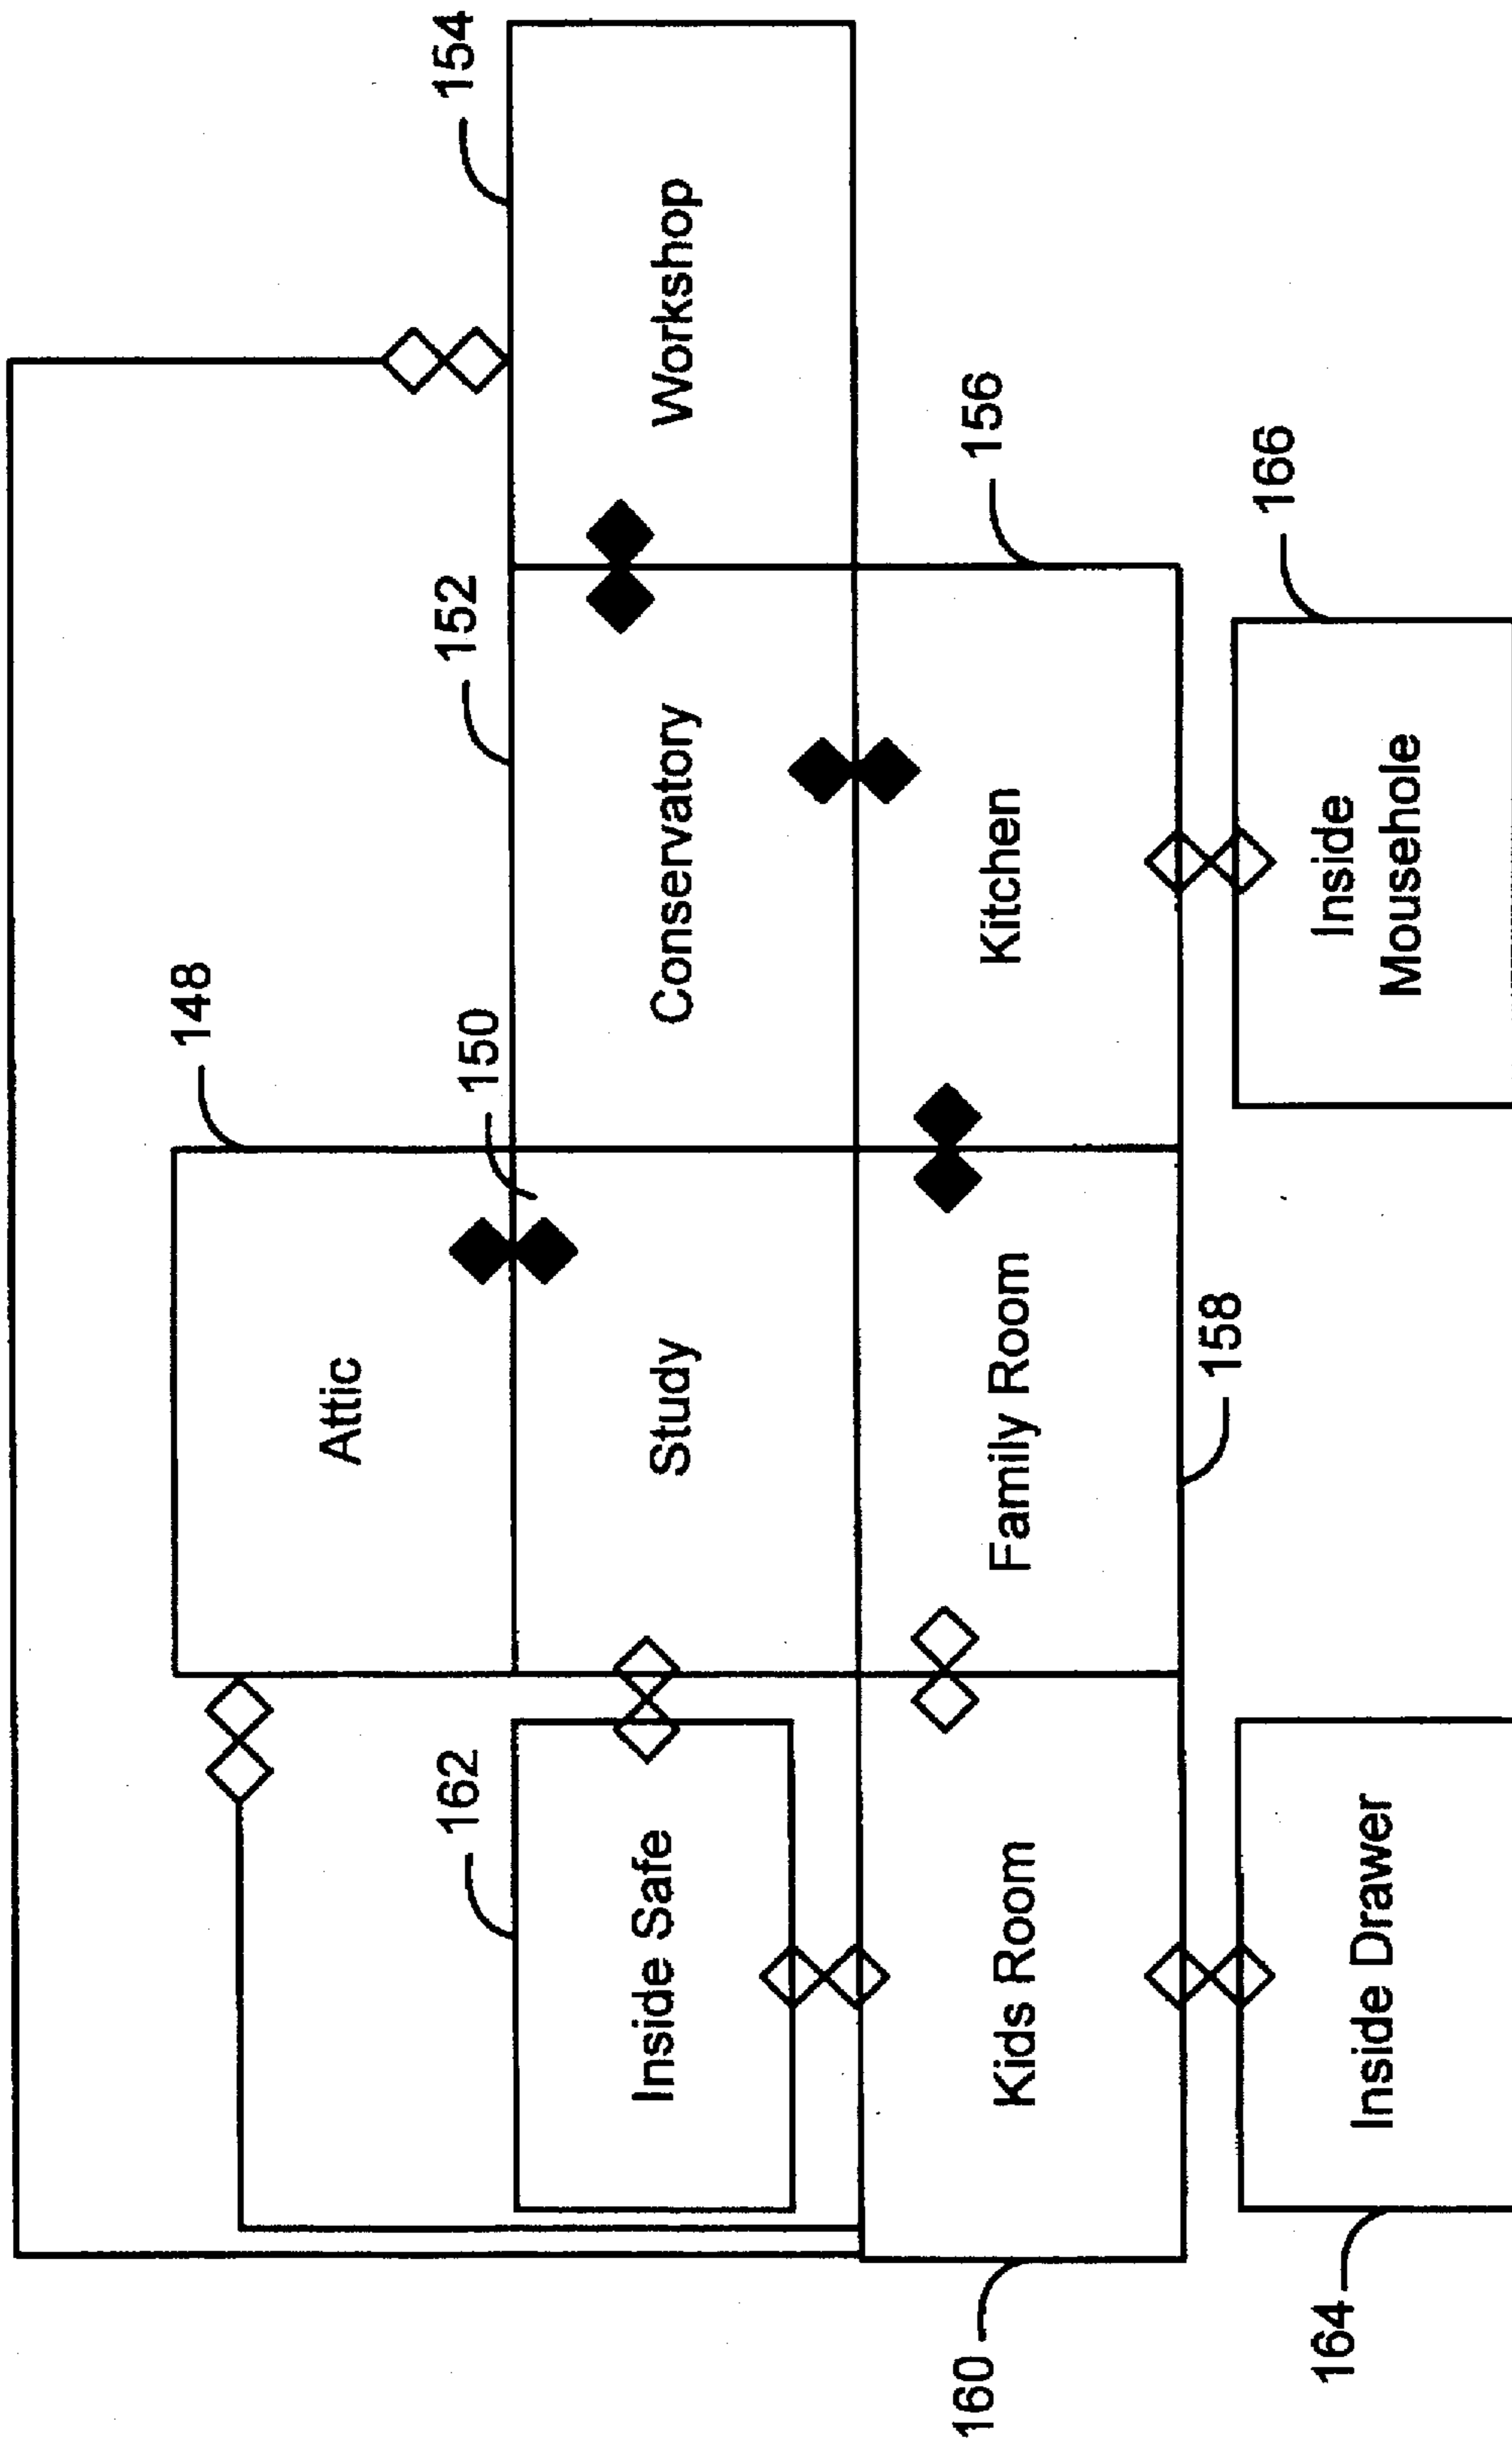 148
Attic
162
150
152
154
Inside Safe
Study
Conservatory
Workshop
160
Kids Room
Family Room
Kitchen
156
158
166
164
Inside Drawer
Inside
Mousehole